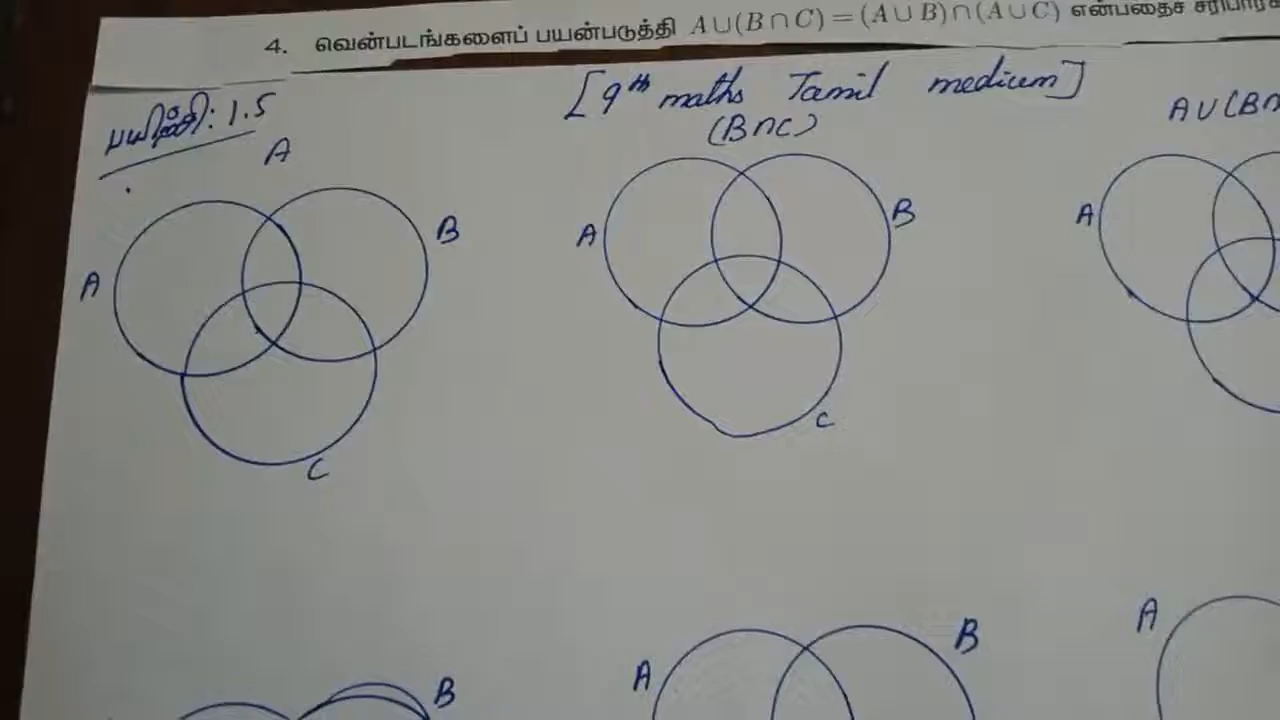 4. வென்படங்களைப் பயன்படுத்தி A∪(B∩C)=(A∪B)∩(A∪C) என்பதைச்
[9th maths Tamil medium]
பயிற்சி: 1.5
A
(B∩C)
A∪(B∩
A B C
A B C
A
B
A B
A